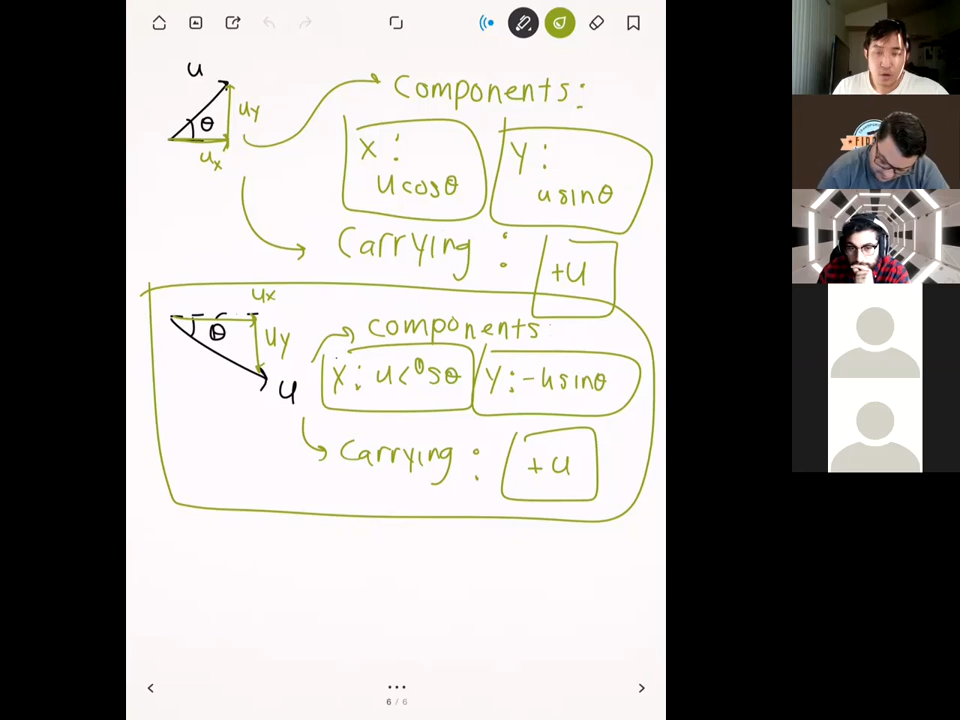 u
θ
uy
ux
Components:
X:
ucosθ
Y:
usinθ
Carrying: +u
ux
θ
uy
u
components
X: ucosθ
Y: -usinθ
Carrying: +u
6 / 6